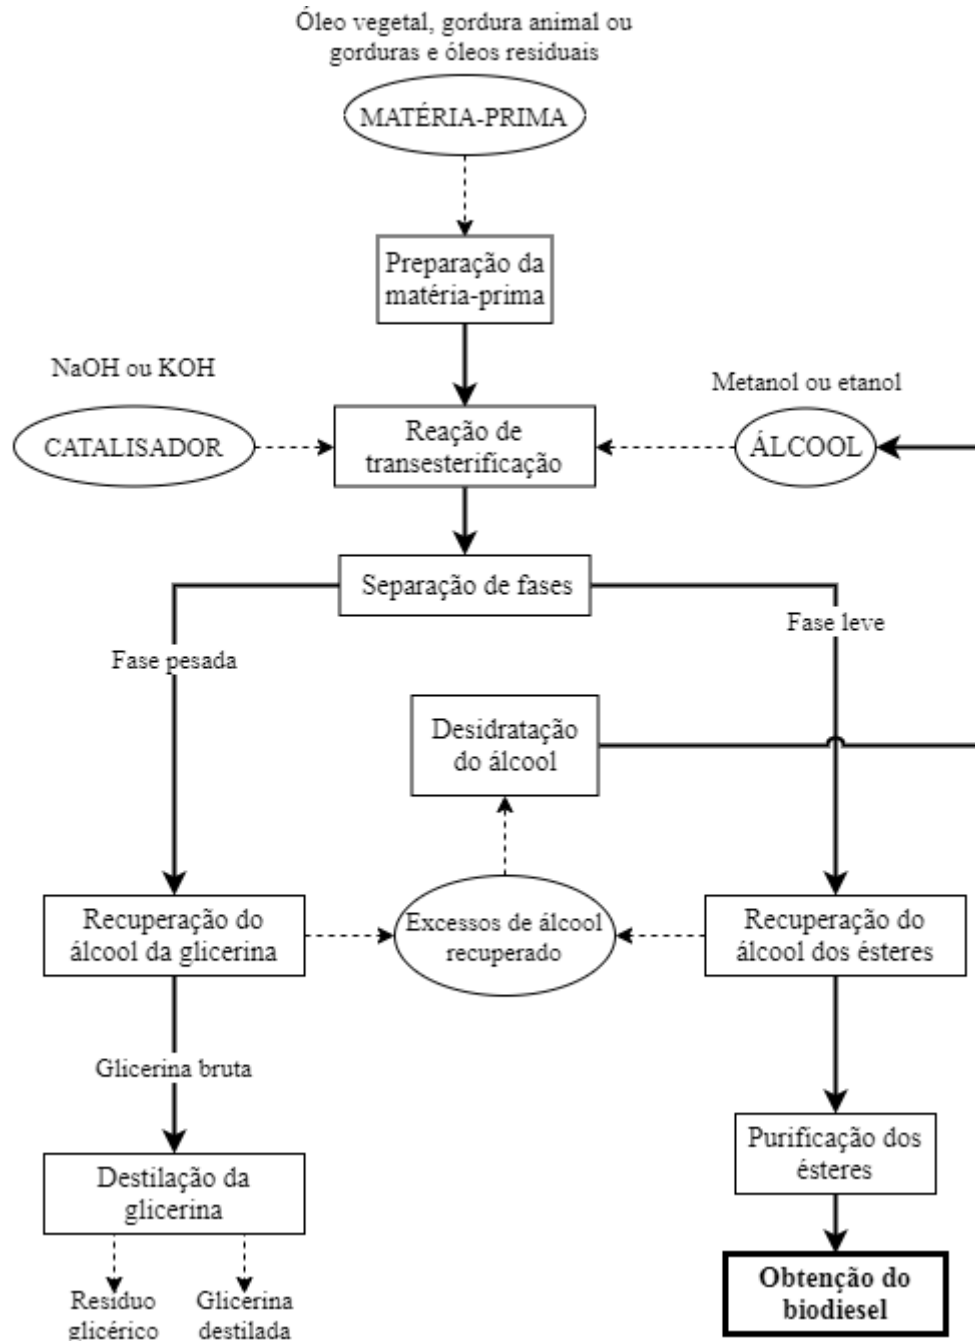 Óleo vegetal, gordura animal ou
gorduras e óleos residuais
MATÉRIA-PRIMA
Preparação da
matéria-prima
NaOH ou KOH
CATALISADOR
Reação de
transesterificação
Metanol ou etanol
ÁLCOOL
Separação de fases
Fase pesada
Fase leve
Desidratação
do álcool
Recuperação do
álcool da glicerina
Excessos de álcool
recuperado
Recuperação do
álcool dos ésteres
Glicerina bruta
Destilação da
glicerina
Purificação dos
ésteres
Resíduo
glicérico
Glicerina
destilada
Obtenção do
biodiesel